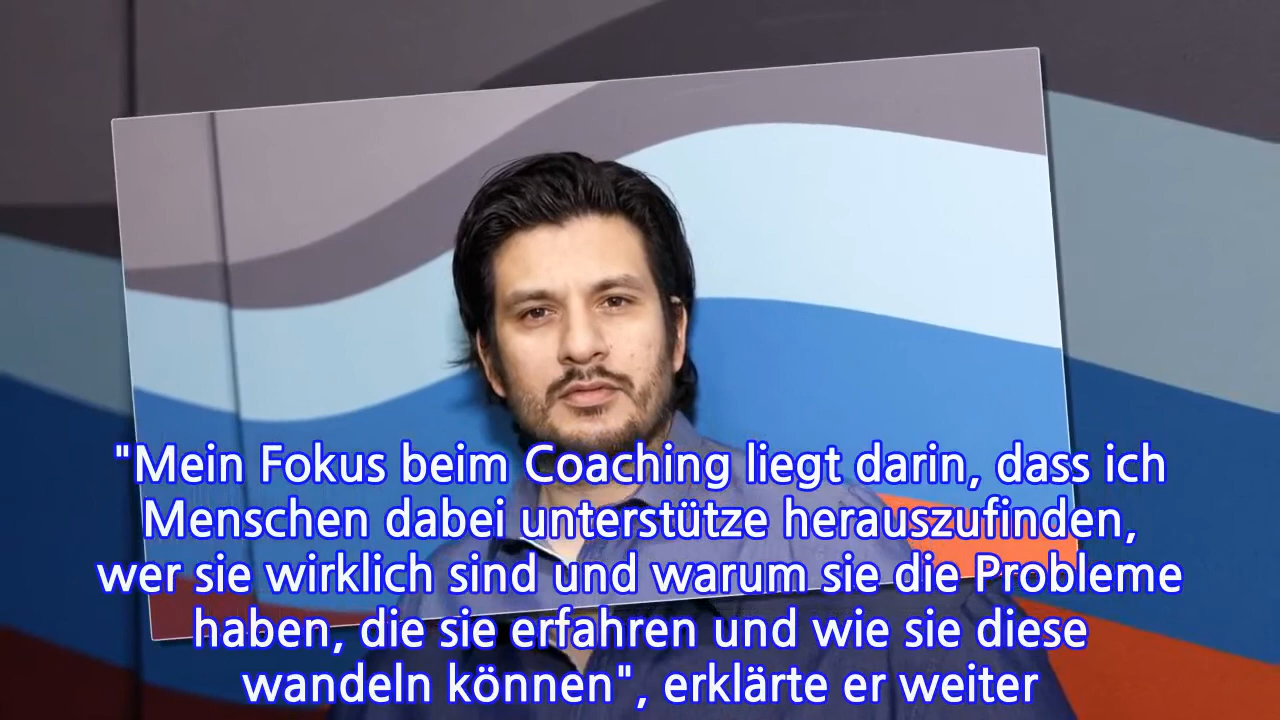 "Mein Fokus beim Coaching liegt darin, dass ich
Menschen dabei unterstütze herauszufinden,
wer sie wirklich sind und warum sie die Probleme
haben, die sie erfahren und wie sie diese
wandeln können", erklärte er weiter